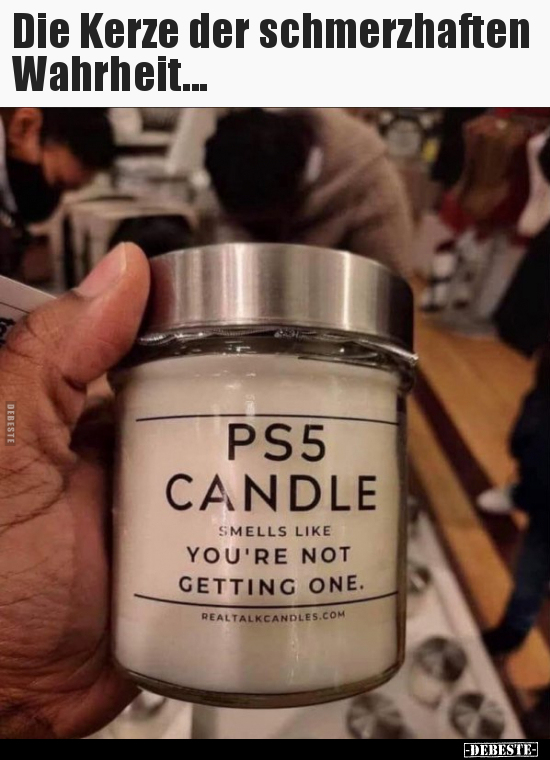 Die Kerze der schmerzhaften
Wahrheit...
PS5
CANDLE
SMELLS LIKE
YOU'RE NOT
GETTING ONE.
REALTALKCANDLES.COM
DEBESTE
-DEBESTE-